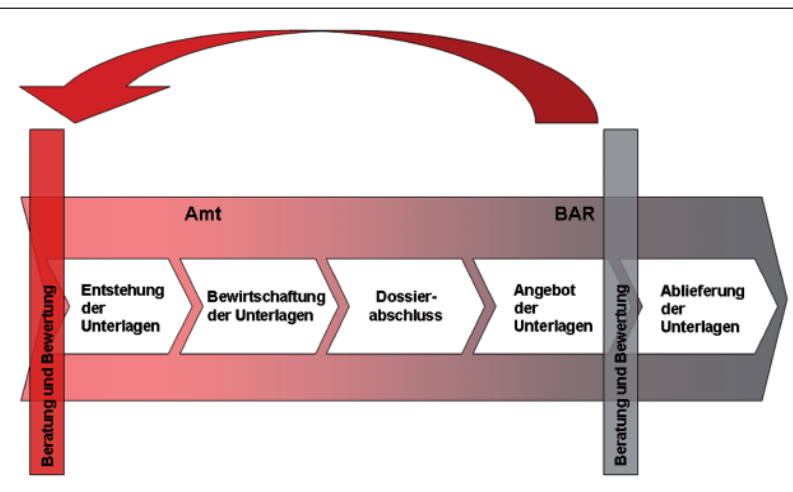 Amt
BAR
Beratung und Bewertung
Entstehung
der
Unterlagen
Bewirtschaftung
der Unterlagen
Dossier-
abschluss
Angebot
der
Unterlagen
Beratung und Bewertung
Ablieferung
der
Unterlagen